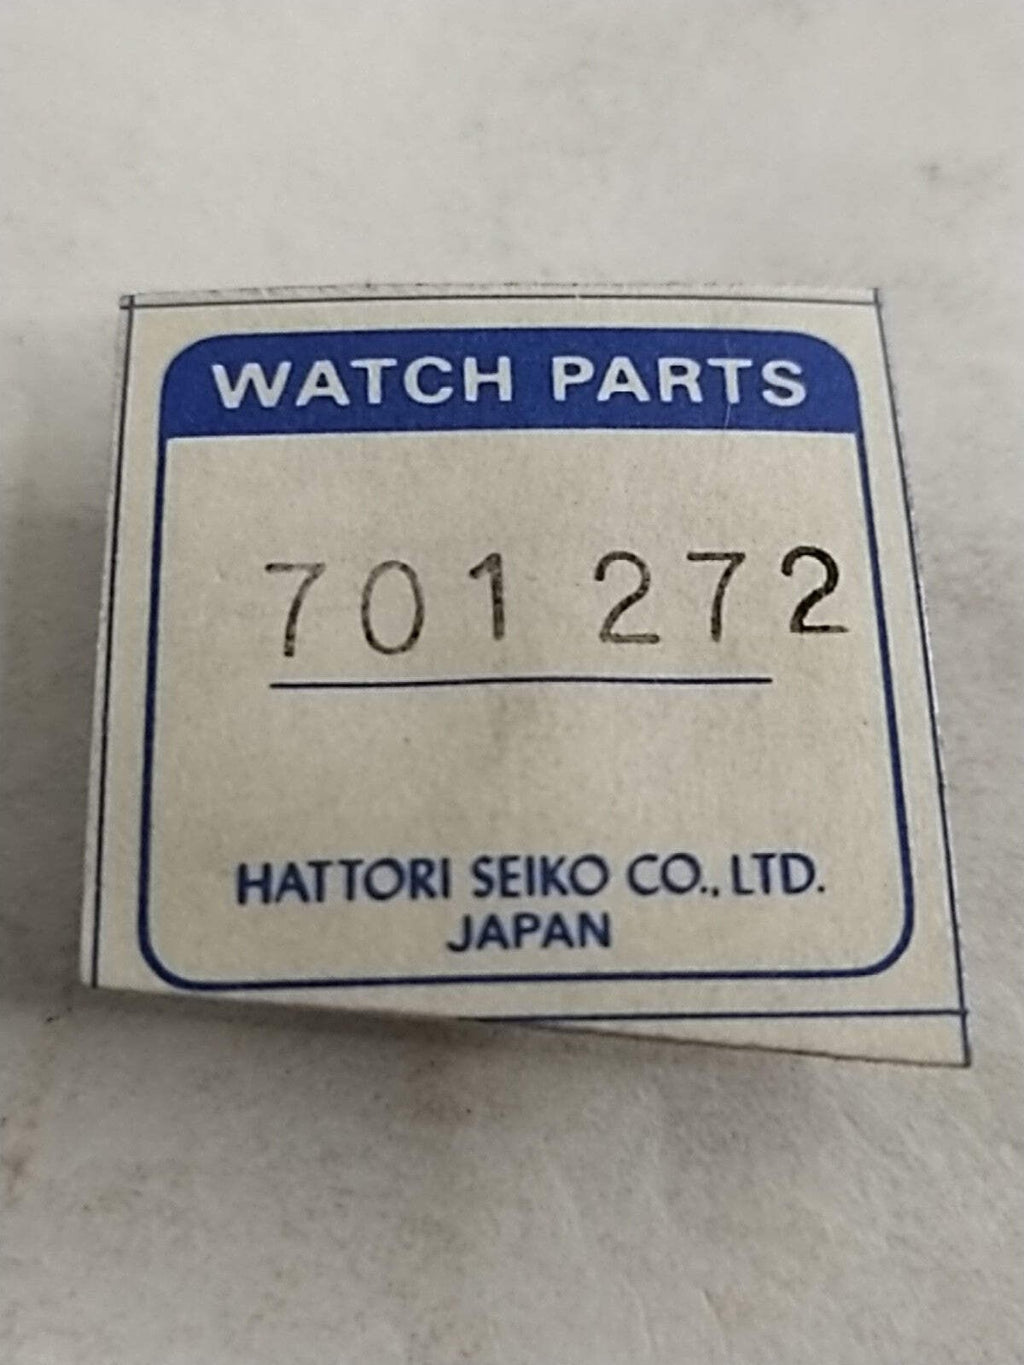 WATCH PARTS
701 272
HATTORI SEIKO CO., LTD.
JAPAN